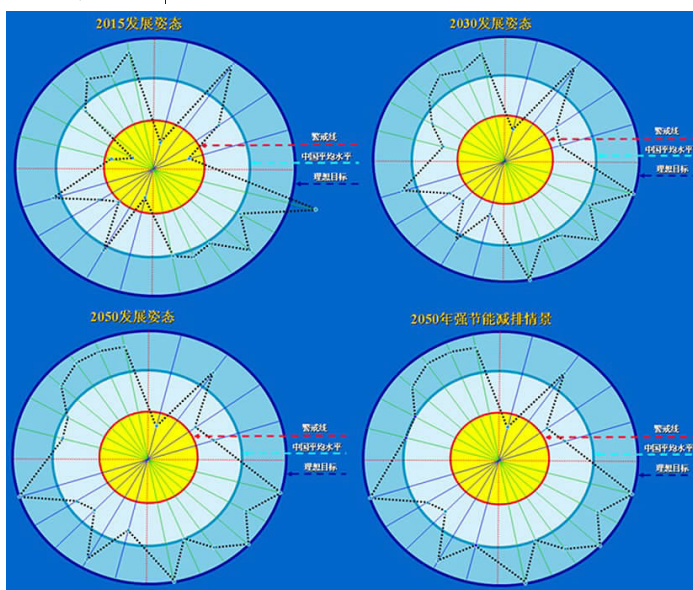 2015发展姿态
2030发展姿态
警戒线
中国平均水平
理想目标
警戒线
中国平均水平
理想目标
2050发展姿态
2050年强节能减排情景
警戒线
中国平均水平
理想目标
警戒线
中国平均水平
理想目标